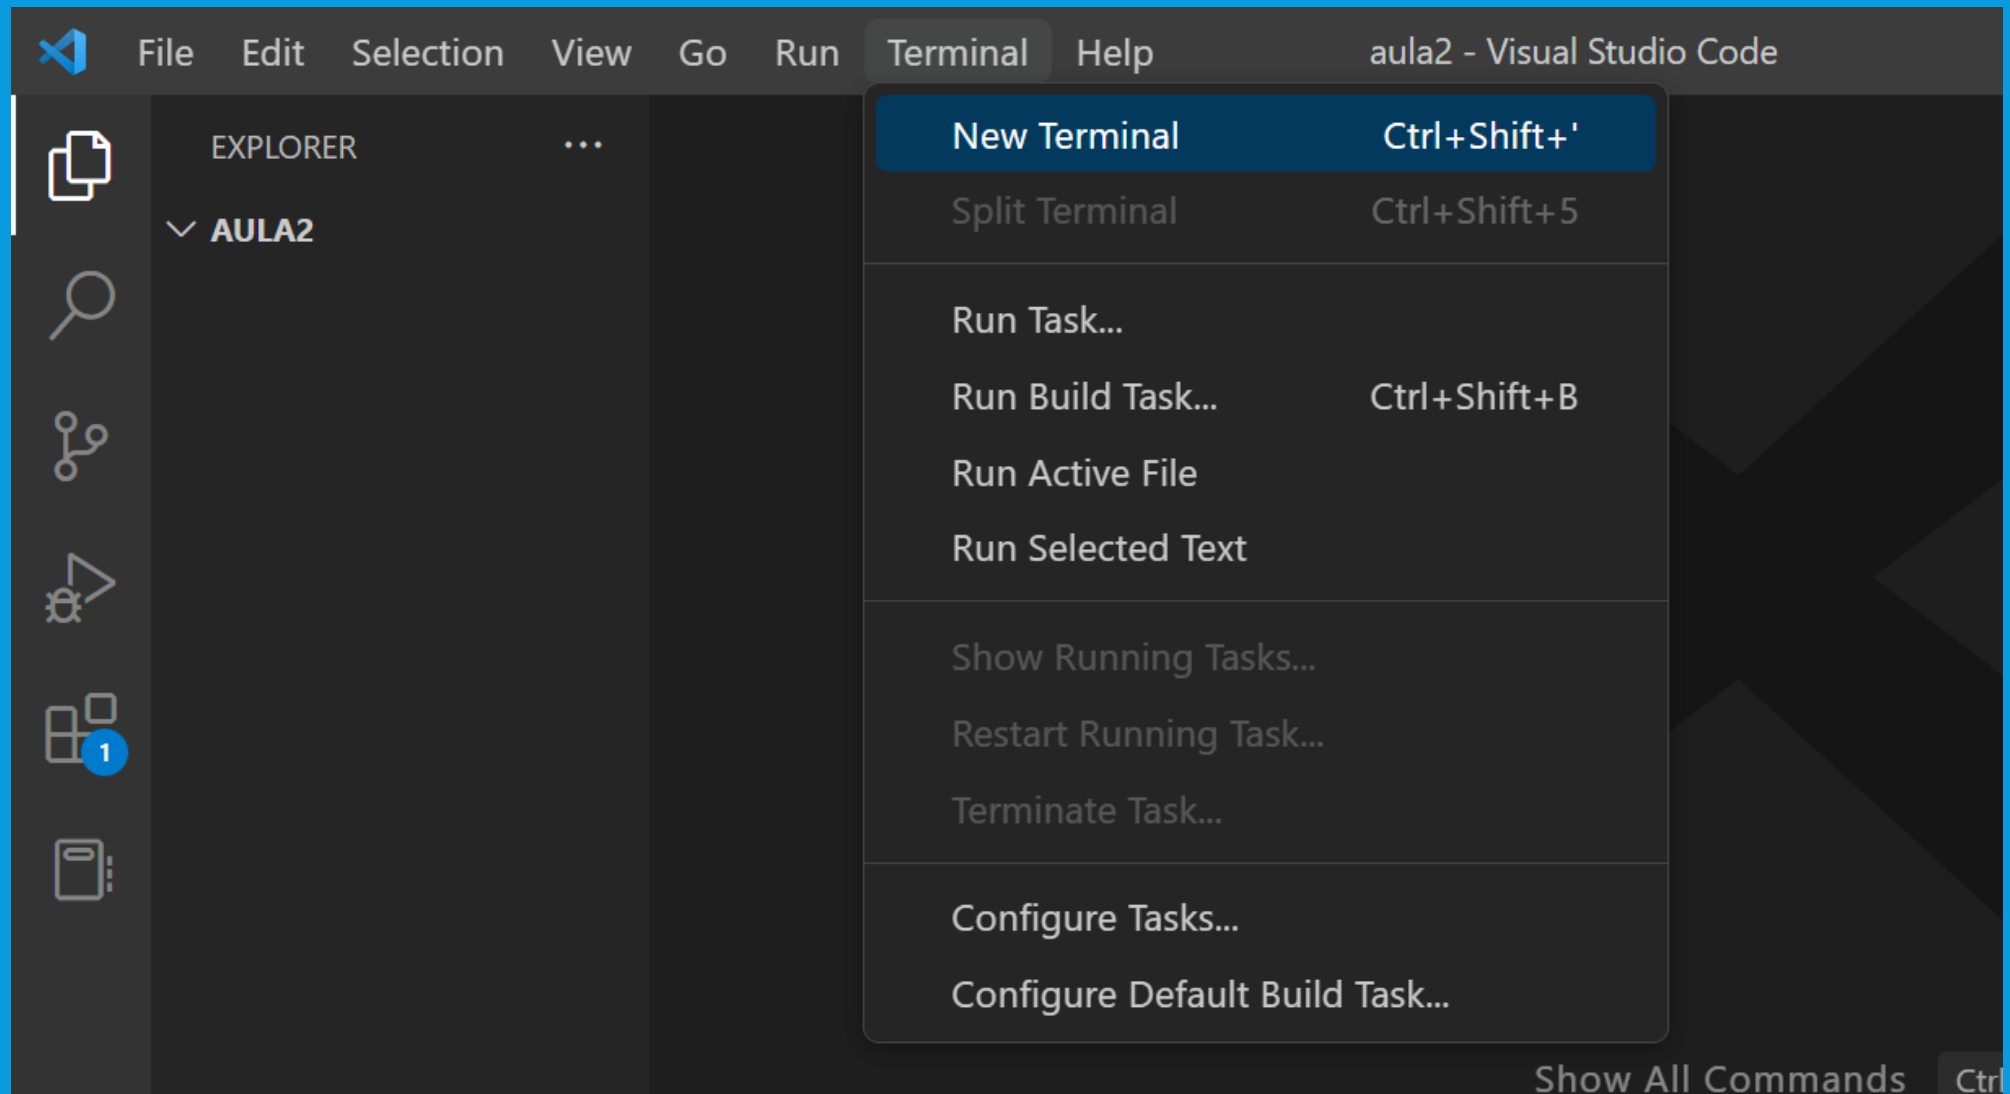 File Edit Selection View Go Run Terminal Help aula2 - Visual Studio Code
EXPLORER ...
AULA2
New Terminal Ctrl+Shift+'
Split Terminal Ctrl+Shift+5
Run Task...
Run Build Task... Ctrl+Shift+B
Run Active File
Run Selected Text
Show Running Tasks...
Restart Running Task...
Terminate Task...
Configure Tasks...
Configure Default Build Task...
1
Show All Commands Ctrl